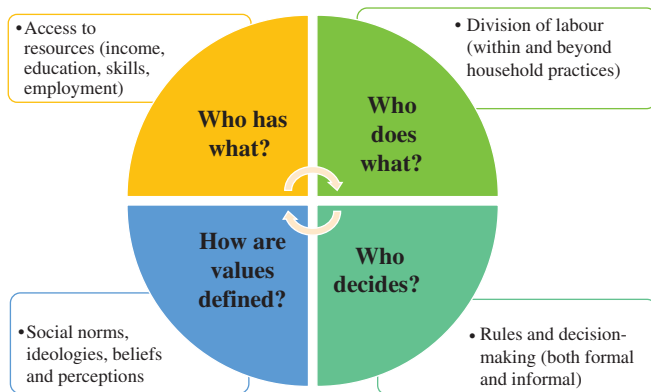 • Access to
resources (income,
education, skills,
employment)
• Division of labour
(within and beyond
household practices)
Who has
what?
Who
does
what?
How are
values
defined?
Who
decides?
• Social norms,
ideologies, beliefs
and perceptions
• Rules and decision-
making (both formal
and informal)